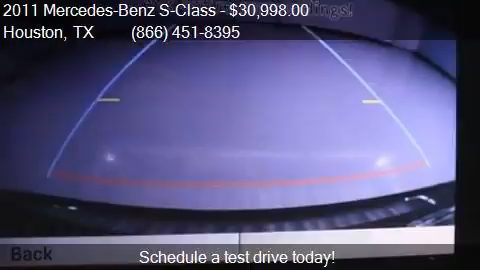 2011 Mercedes-Benz S-Class - $30,998.00
Houston, TX (866) 451-8395
Back
Schedule a test drive today!